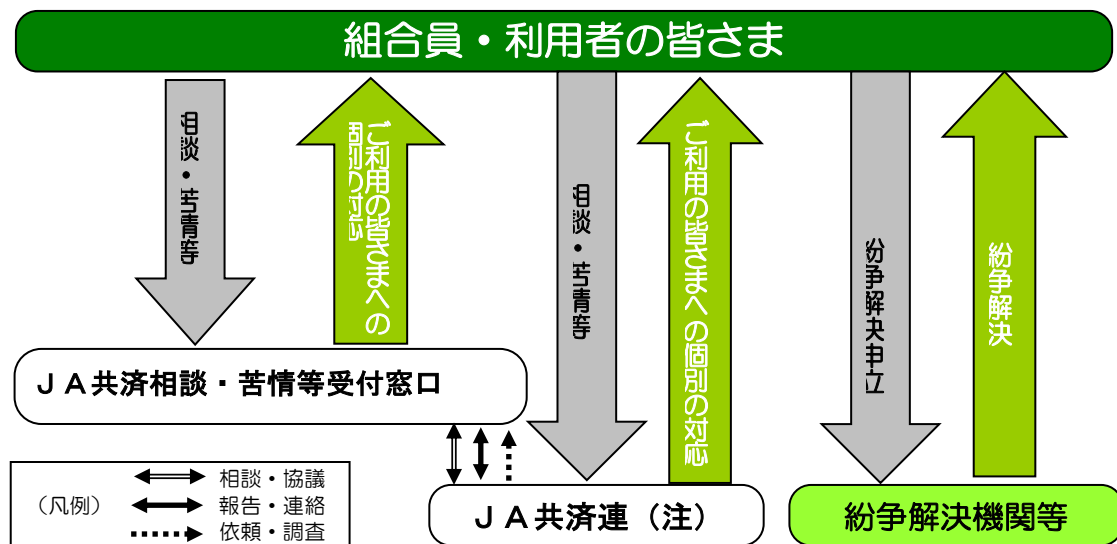 組合員・利用者の皆さま
相談・苦情等
ご利用の皆さまへの
個別の対応
相談・苦情等
ご利用の皆さまへ の個別の対応
紛争解決申立
紛争解決
ＪＡ共済相談・苦情等受付窓口
（凡例）
相談・協議
報告・連絡
依頼・調査
ＪＡ共済連（注）
紛争解決機関等